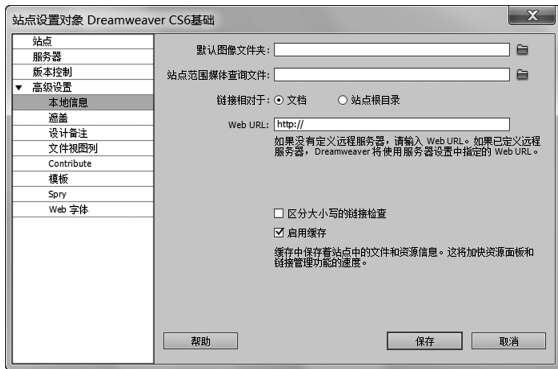 站点设置对象 Dreamweaver CS6基础
X
站点
服务器
版本控制
▼ 高级设置
本地信息
遮盖
设计备注
文件视图列
Contribute
模板
Spry
Web 字体
默认图像文件夹:
站点范围媒体查询文件:
链接相对于: 文档 站点根目录
Web URL: http://
如果没有定义远程服务器，请输入 Web URL。如果已定义远程
服务器，Dreamweaver 将使用服务器设置中指定的 Web URL。
区分大小写的链接检查
启用缓存
缓存中保存着站点中的文件和资源信息。这将加快资源面板和
链接管理功能的速度。
帮助 保存 取消